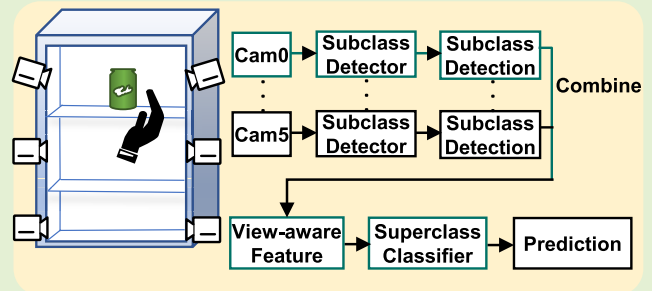 Cam0
Subclass
Detector
Subclass
Detection
Combine
Cam5
Subclass
Detector
Subclass
Detection
View-aware
Feature
Superclass
Classifier
Prediction